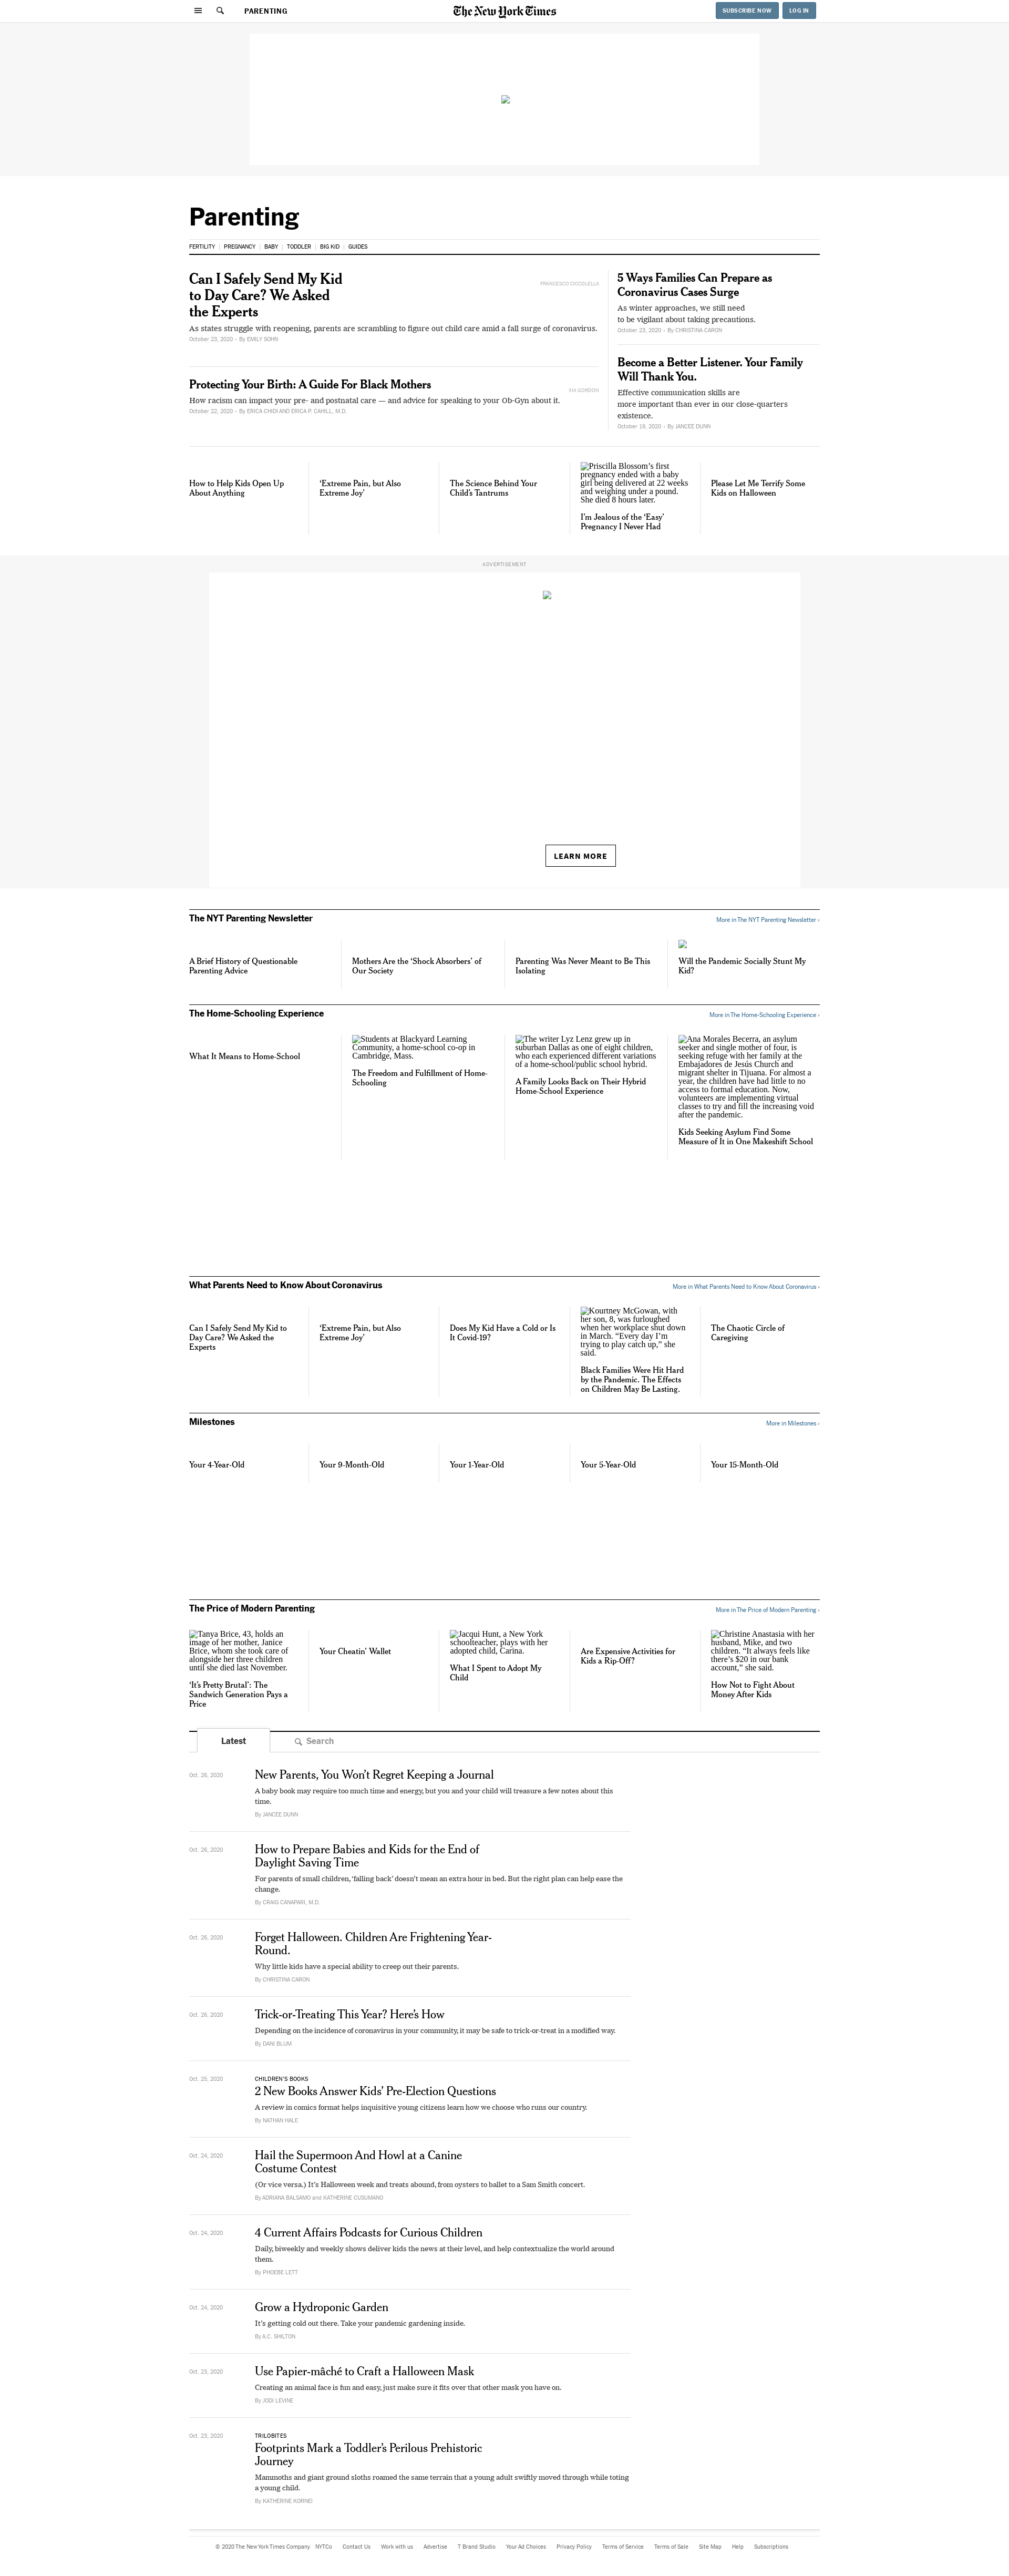 PARENTING
The New York Times
SUBSCRIBE NOW
LOG IN
Parenting
FERTILITY
PREGNANCY
BABY
TODDLER
BIG KID
GUIDES
Can I Safely Send My Kid
to Day Care? We Asked
the Experts
FRANCESCO CICCOLELLA
As states struggle with reopening, parents are scrambling to figure out child care amid a fall surge of coronavirus.
October 23, 2020 • By EMILY SOHN
Protecting Your Birth: A Guide For Black Mothers
XIA GORDON
How racism can impact your pre- and postnatal care — and advice for speaking to your Ob-Gyn about it.
October 22, 2020 • By ERICA CHIDI AND ERICA P. CAHILL, M.D.
5 Ways Families Can Prepare as
Coronavirus Cases Surge
As winter approaches, we still need
to be vigilant about taking precautions.
October 23, 2020 • By CHRISTINA CARON
Become a Better Listener. Your Family
Will Thank You.
Effective communication skills are
more important than ever in our close-quarters
existence.
October 19, 2020 • By JANCEE DUNN
How to Help Kids Open Up
About Anything
‘Extreme Pain, but Also
Extreme Joy’
The Science Behind Your
Child’s Tantrums
Priscilla Blossom’s first
pregnancy ended with a baby
girl being delivered at 22 weeks
and weighing under a pound.
She died 8 hours later.
I’m Jealous of the ‘Easy’
Pregnancy I Never Had
Please Let Me Terrify Some
Kids on Halloween
ADVERTISEMENT
LEARN MORE
The NYT Parenting Newsletter
More in The NYT Parenting Newsletter ›
A Brief History of Questionable
Parenting Advice
Mothers Are the ‘Shock Absorbers’ of
Our Society
Parenting Was Never Meant to Be This
Isolating
Will the Pandemic Socially Stunt My
Kid?
The Home-Schooling Experience
More in The Home-Schooling Experience ›
What It Means to Home-School
Students at Blackyard Learning
Community, a home-school co-op in
Cambridge, Mass.
The Freedom and Fulfillment of Home-
Schooling
The writer Lyz Lenz grew up in
suburban Dallas as one of eight children,
who each experienced different variations
of a home-school/public school hybrid.
A Family Looks Back on Their Hybrid
Home-School Experience
Ana Morales Becerra, an asylum
seeker and single mother of four, is
seeking refuge with her family at the
Embajadores de Jesús Church and
migrant shelter in Tijuana. For almost a
year, the children have had little to no
access to formal education. Now,
volunteers are implementing virtual
classes to try and fill the increasing void
after the pandemic.
Kids Seeking Asylum Find Some
Measure of It in One Makeshift School
What Parents Need to Know About Coronavirus
More in What Parents Need to Know About Coronavirus ›
Can I Safely Send My Kid to
Day Care? We Asked the
Experts
‘Extreme Pain, but Also
Extreme Joy’
Does My Kid Have a Cold or Is
It Covid-19?
Kourtney McGowan, with
her son, 8, was furloughed
when her workplace shut down
in March. “Every day I’m
trying to play catch up,” she
said.
Black Families Were Hit Hard
by the Pandemic. The Effects
on Children May Be Lasting.
The Chaotic Circle of
Caregiving
Milestones
More in Milestones ›
Your 4-Year-Old
Your 9-Month-Old
Your 1-Year-Old
Your 5-Year-Old
Your 15-Month-Old
The Price of Modern Parenting
More in The Price of Modern Parenting ›
Tanya Brice, 43, holds an
image of her mother, Janice
Brice, whom she took care of
alongside her three children
until she died last November.
‘It’s Pretty Brutal’: The
Sandwich Generation Pays a
Price
Your Cheatin’ Wallet
Jacqui Hunt, a New York
schoolteacher, plays with her
adopted child, Carina.
What I Spent to Adopt My
Child
Are Expensive Activities for
Kids a Rip-Off?
Christine Anastasia with her
husband, Mike, and two
children. “It always feels like
there’s $20 in our bank
account,” she said.
How Not to Fight About
Money After Kids
Latest
Search
Oct. 26, 2020
New Parents, You Won’t Regret Keeping a Journal
A baby book may require too much time and energy, but you and your child will treasure a few notes about this
time.
By JANCEE DUNN
Oct. 26, 2020
How to Prepare Babies and Kids for the End of
Daylight Saving Time
For parents of small children, ‘falling back’ doesn’t mean an extra hour in bed. But the right plan can help ease the
change.
By CRAIG CANAPARI, M.D.
Oct. 26, 2020
Forget Halloween. Children Are Frightening Year-
Round.
Why little kids have a special ability to creep out their parents.
By CHRISTINA CARON
Oct. 26, 2020
Trick-or-Treating This Year? Here’s How
Depending on the incidence of coronavirus in your community, it may be safe to trick-or-treat in a modified way.
By DANI BLUM
Oct. 25, 2020
CHILDREN’S BOOKS
2 New Books Answer Kids’ Pre-Election Questions
A review in comics format helps inquisitive young citizens learn how we choose who runs our country.
By NATHAN HALE
Oct. 24, 2020
Hail the Supermoon And Howl at a Canine
Costume Contest
(Or vice versa.) It’s Halloween week and treats abound, from oysters to ballet to a Sam Smith concert.
By ADRIANA BALSAMO and KATHERINE CUSUMANO
Oct. 24, 2020
4 Current Affairs Podcasts for Curious Children
Daily, biweekly and weekly shows deliver kids the news at their level, and help contextualize the world around
them.
By PHOEBE LETT
Oct. 24, 2020
Grow a Hydroponic Garden
It’s getting cold out there. Take your pandemic gardening inside.
By A.C. SHILTON
Oct. 23, 2020
Use Papier-mâché to Craft a Halloween Mask
Creating an animal face is fun and easy, just make sure it fits over that other mask you have on.
By JODI LEVINE
Oct. 23, 2020
TRILOBITES
Footprints Mark a Toddler’s Perilous Prehistoric
Journey
Mammoths and giant ground sloths roamed the same terrain that a young adult swiftly moved through while toting
a young child.
By KATHERINE KORNEI
© 2020 The New York Times Company
NYTCo
Contact Us
Work with us
Advertise
T Brand Studio
Your Ad Choices
Privacy Policy
Terms of Service
Terms of Sale
Site Map
Help
Subscriptions